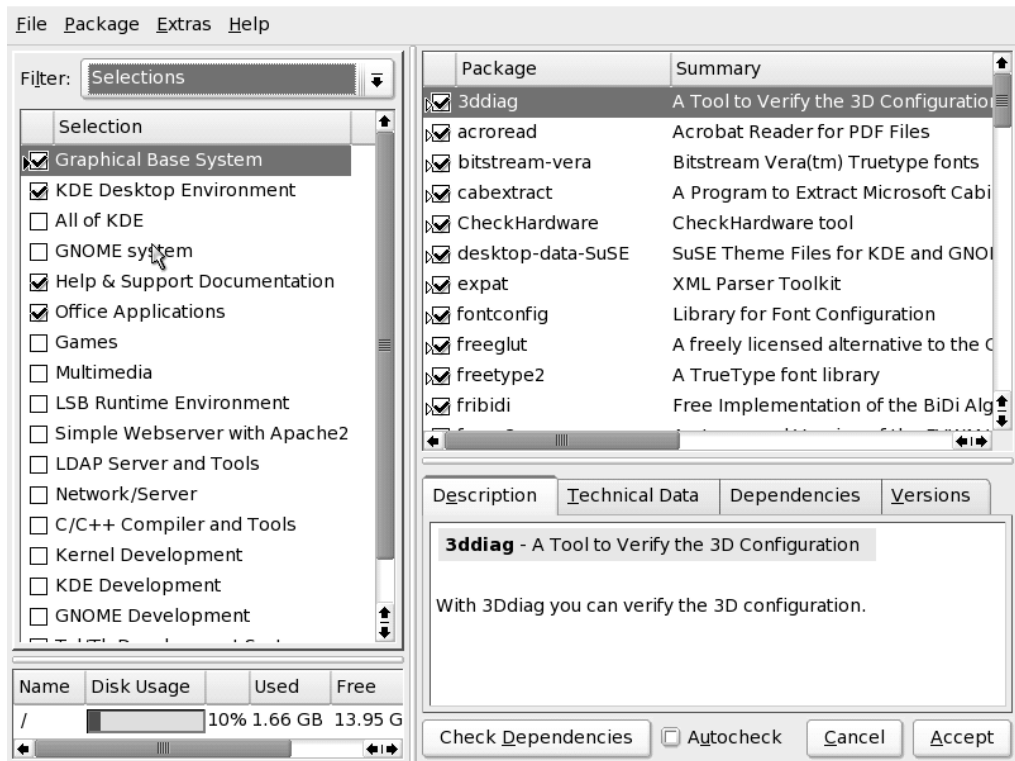 File Package Extras Help
Filter: Selections
Selection
Graphical Base System
KDE Desktop Environment
All of KDE
GNOME system
Help & Support Documentation
Office Applications
Games
Multimedia
LSB Runtime Environment
Simple Webserver with Apache2
LDAP Server and Tools
Network/Server
C/C++ Compiler and Tools
Kernel Development
KDE Development
GNOME Development
Name Disk Usage Used Free
/ 10% 1.66 GB 13.95 G
Package Summary
3ddiag A Tool to Verify the 3D Configuration
acroread Acrobat Reader for PDF Files
bitstream-vera Bitstream Vera(tm) Truetype fonts
cabextract A Program to Extract Microsoft Cabi
CheckHardware CheckHardware tool
desktop-data-SuSE SuSE Theme Files for KDE and GNO
expat XML Parser Toolkit
fontconfig Library for Font Configuration
freeglut A freely licensed alternative to the
freetype2 A TrueType font library
fribidi Free Implementation of the BiDi Alg
Description Technical Data Dependencies Versions
3ddiag - A Tool to Verify the 3D Configuration
With 3Ddiag you can verify the 3D configuration.
Check Dependencies Autocheck Cancel Accept